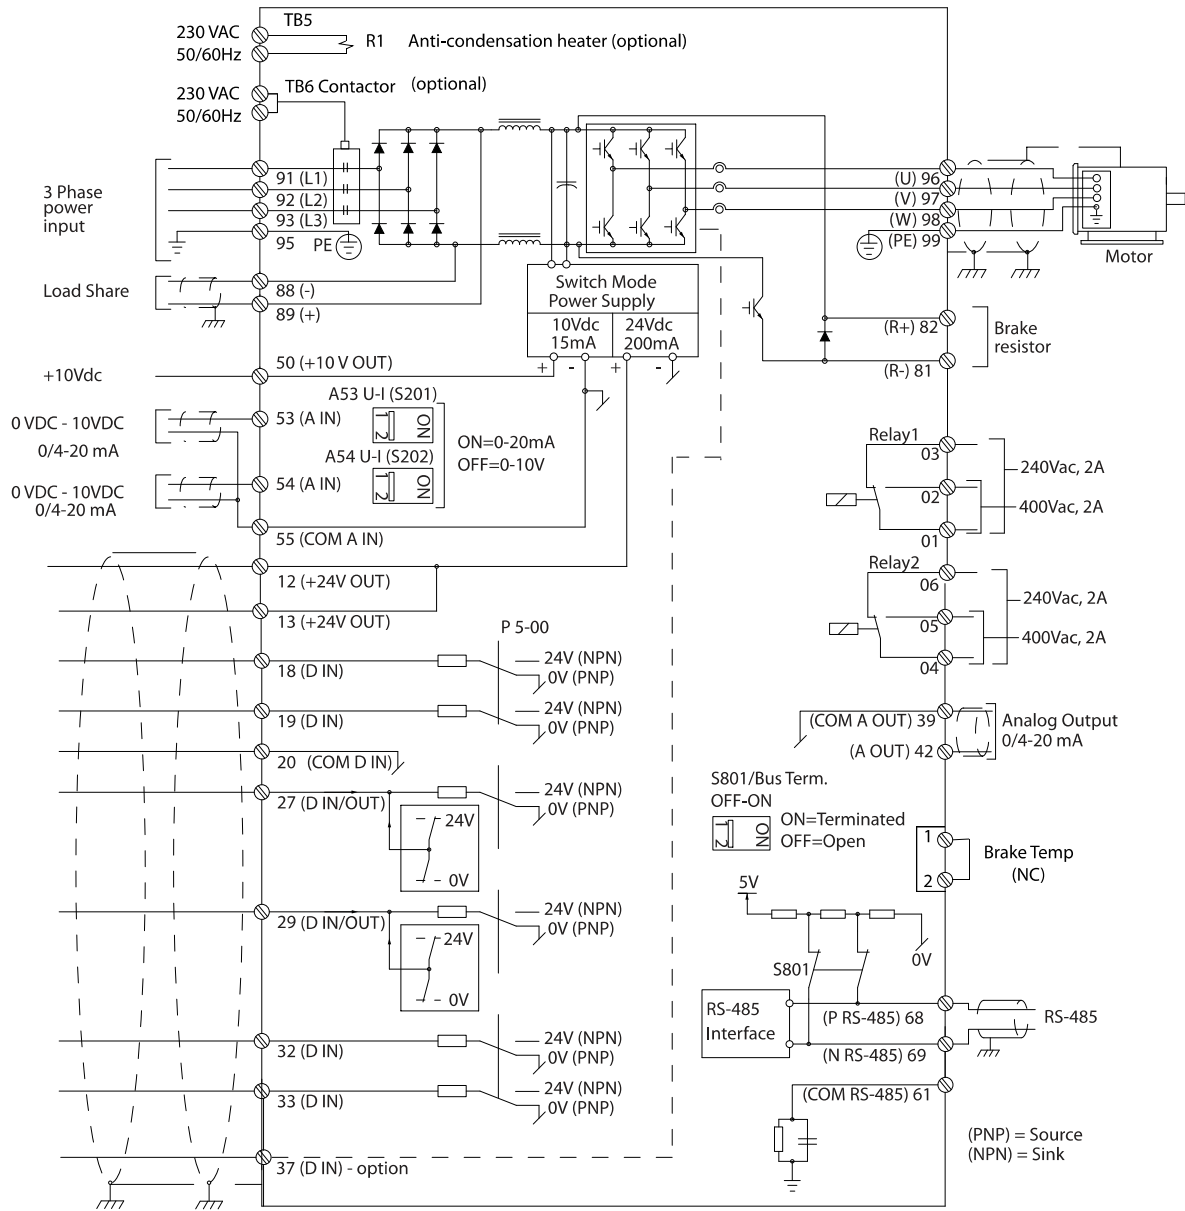 TB5
230 VAC
50/60Hz
R1
Anti-condensation heater (optional)
TB6 Contactor
(optional)
230 VAC
50/60Hz
3 Phase
power
input
91 (L1)
92 (L2)
93 (L3)
95
PE
(U) 96
(V) 97
(W) 98
(PE) 99
Motor
Load Share
88 (-)
89 (+)
Switch Mode
Power Supply
10Vdc
15mA
24Vdc
200mA
+
-
+
-
(R+) 82
(R-) 81
Brake
resistor
+10Vdc
50 (+10 V OUT)
0 VDC - 10VDC
0/4-20 mA
53 (A IN)
A53 U-I (S201)
1 2
ON
A54 U-I (S202)
1 2
ON
ON=0-20mA
OFF=0-10V
0 VDC - 10VDC
0/4-20 mA
54 (A IN)
55 (COM A IN)
Relay1
03
02
01
240Vac, 2A
400Vac, 2A
Relay2
06
05
04
240Vac, 2A
400Vac, 2A
12 (+24V OUT)
13 (+24V OUT)
P 5-00
18 (D IN)
24V (NPN)
0V (PNP)
19 (D IN)
24V (NPN)
0V (PNP)
20 (COM D IN)
27 (D IN/OUT)
24V (NPN)
0V (PNP)
24V
0V
29 (D IN/OUT)
24V (NPN)
0V (PNP)
24V
0V
32 (D IN)
24V (NPN)
0V (PNP)
33 (D IN)
24V (NPN)
0V (PNP)
37 (D IN) - option
(COM A OUT) 39
(A OUT) 42
Analog Output
0/4-20 mA
S801/Bus Term.
OFF-ON
1 2
ON
ON=Terminated
OFF=Open
1
2
Brake Temp
(NC)
5V
0V
S801
RS-485
Interface
(P RS-485) 68
(N RS-485) 69
RS-485
(COM RS-485) 61
(PNP) = Source
(NPN) = Sink